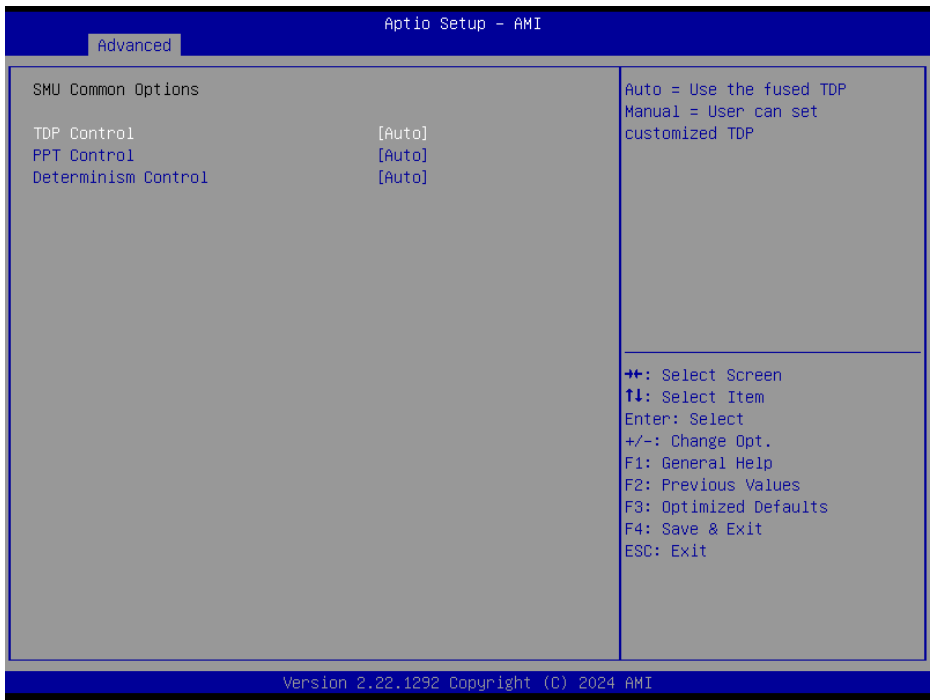 Aptio Setup – AMI
Advanced
SMU Common Options
TDP Control [Auto]
PPT Control [Auto]
Determinism Control [Auto]
Auto = Use the fused TDP
Manual = User can set
customized TDP
→←: Select Screen
↑↓: Select Item
Enter: Select
+/-: Change Opt.
F1: General Help
F2: Previous Values
F3: Optimized Defaults
F4: Save & Exit
ESC: Exit
Version 2.22.1292 Copyright (C) 2024 AMI